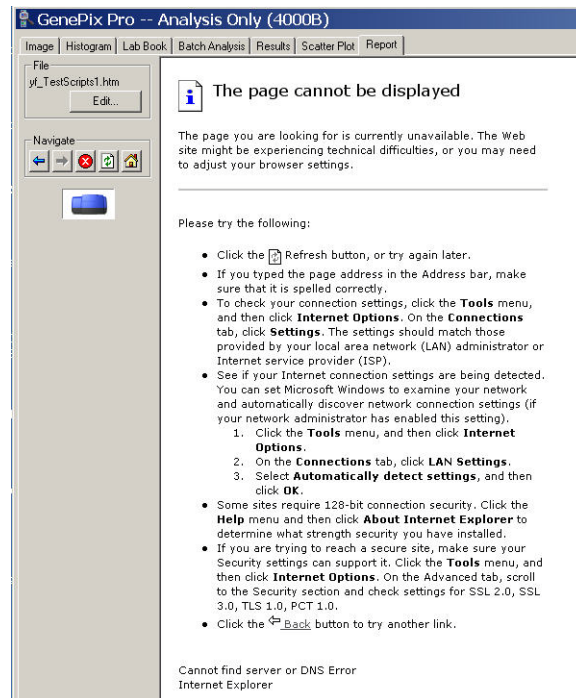 GenePix Pro -- Analysis Only (4000B)
Image Histogram Lab Book Batch Analysis Results Scatter Plot Report
File
yf_TestScripts1.htm
Edit...
Navigate
The page cannot be displayed
The page you are looking for is currently unavailable. The Web
site might be experiencing technical difficulties, or you may need
to adjust your browser settings.
Please try the following:
• Click the Refresh button, or try again later.
• If you typed the page address in the Address bar, make
sure that it is spelled correctly.
• To check your connection settings, click the Tools menu,
and then click Internet Options. On the Connections
tab, click Settings. The settings should match those
provided by your local area network (LAN) administrator or
Internet service provider (ISP).
• See if your Internet connection settings are being detected.
You can set Microsoft Windows to examine your network
and automatically discover network connection settings (if
your network administrator has enabled this setting).
1. Click the Tools menu, and then click Internet
Options.
2. On the Connections tab, click LAN Settings.
3. Select Automatically detect settings, and then
click OK.
• Some sites require 128-bit connection security. Click the
Help menu and then click About Internet Explorer to
determine what strength security you have installed.
• If you are trying to reach a secure site, make sure your
Security settings can support it. Click the Tools menu, and
then click Internet Options. On the Advanced tab, scroll
to the Security section and check settings for SSL 2.0, SSL
3.0, TLS 1.0, PCT 1.0.
• Click the Back button to try another link.
Cannot find server or DNS Error
Internet Explorer